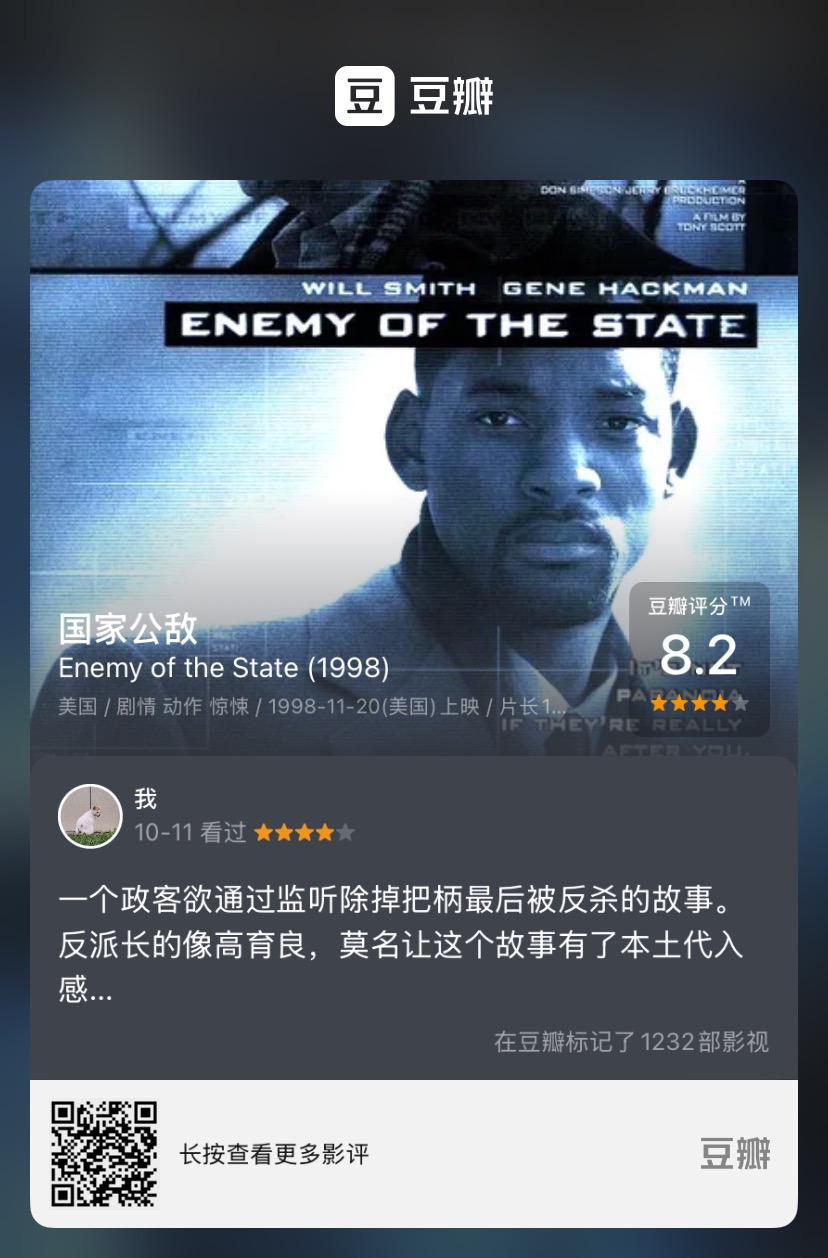 豆 豆瓣
DON SIMPSON/JERRY BRUCKHEIMER
PRODUCTION
A FILM BY
TONY SCOTT
WILL SMITH GENE HACKMAN
ENEMY OF THE STATE
豆瓣评分™
8.2
国家公敌
Enemy of the State (1998)
美国 / 剧情 动作 惊悚 / 1998-11-20(美国)上映 / 片长1...
IT'S NOT
PARANOIA
IF THEY'RE REALLY
AFTER YOU.
我
10-11 看过
一个政客欲通过监听除掉把柄最后被反杀的故事。
反派长的像高育良，莫名让这个故事有了本土代入
感...
在豆瓣标记了1232部影视
长按查看更多影评
豆瓣